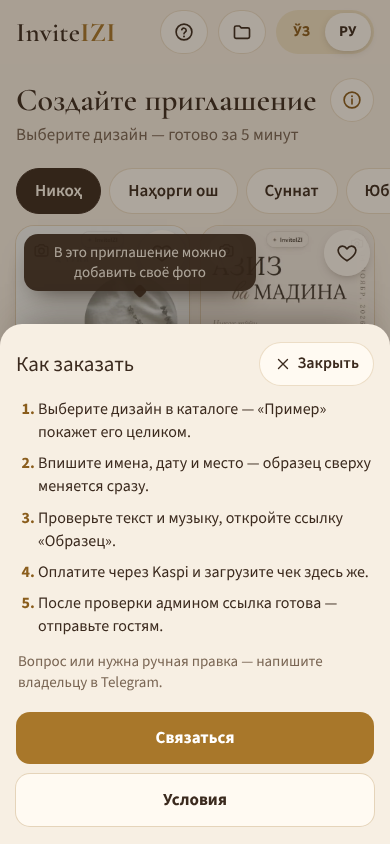 InviteIZI
ЎЗ
РУ
Создайте приглашение
Выберите дизайн — готово за 5 минут
Никоҳ
Наҳорги ош
Суннат
Юб
В это приглашение можно
добавить своё фото
InviteIZI
ИЗ
ва МАДИНА
Как заказать
Закрыть
1. Выберите дизайн в каталоге — «Пример»
покажет его целиком.
2. Впишите имена, дату и место — образец сверху
меняется сразу.
3. Проверьте текст и музыку, откройте ссылку
«Образец».
4. Оплатите через Kaspi и загрузите чек здесь же.
5. После проверки админом ссылка готова —
отправьте гостям.
Вопрос или нужна ручная правка — напишите
владельцу в Telegram.
Связаться
Условия